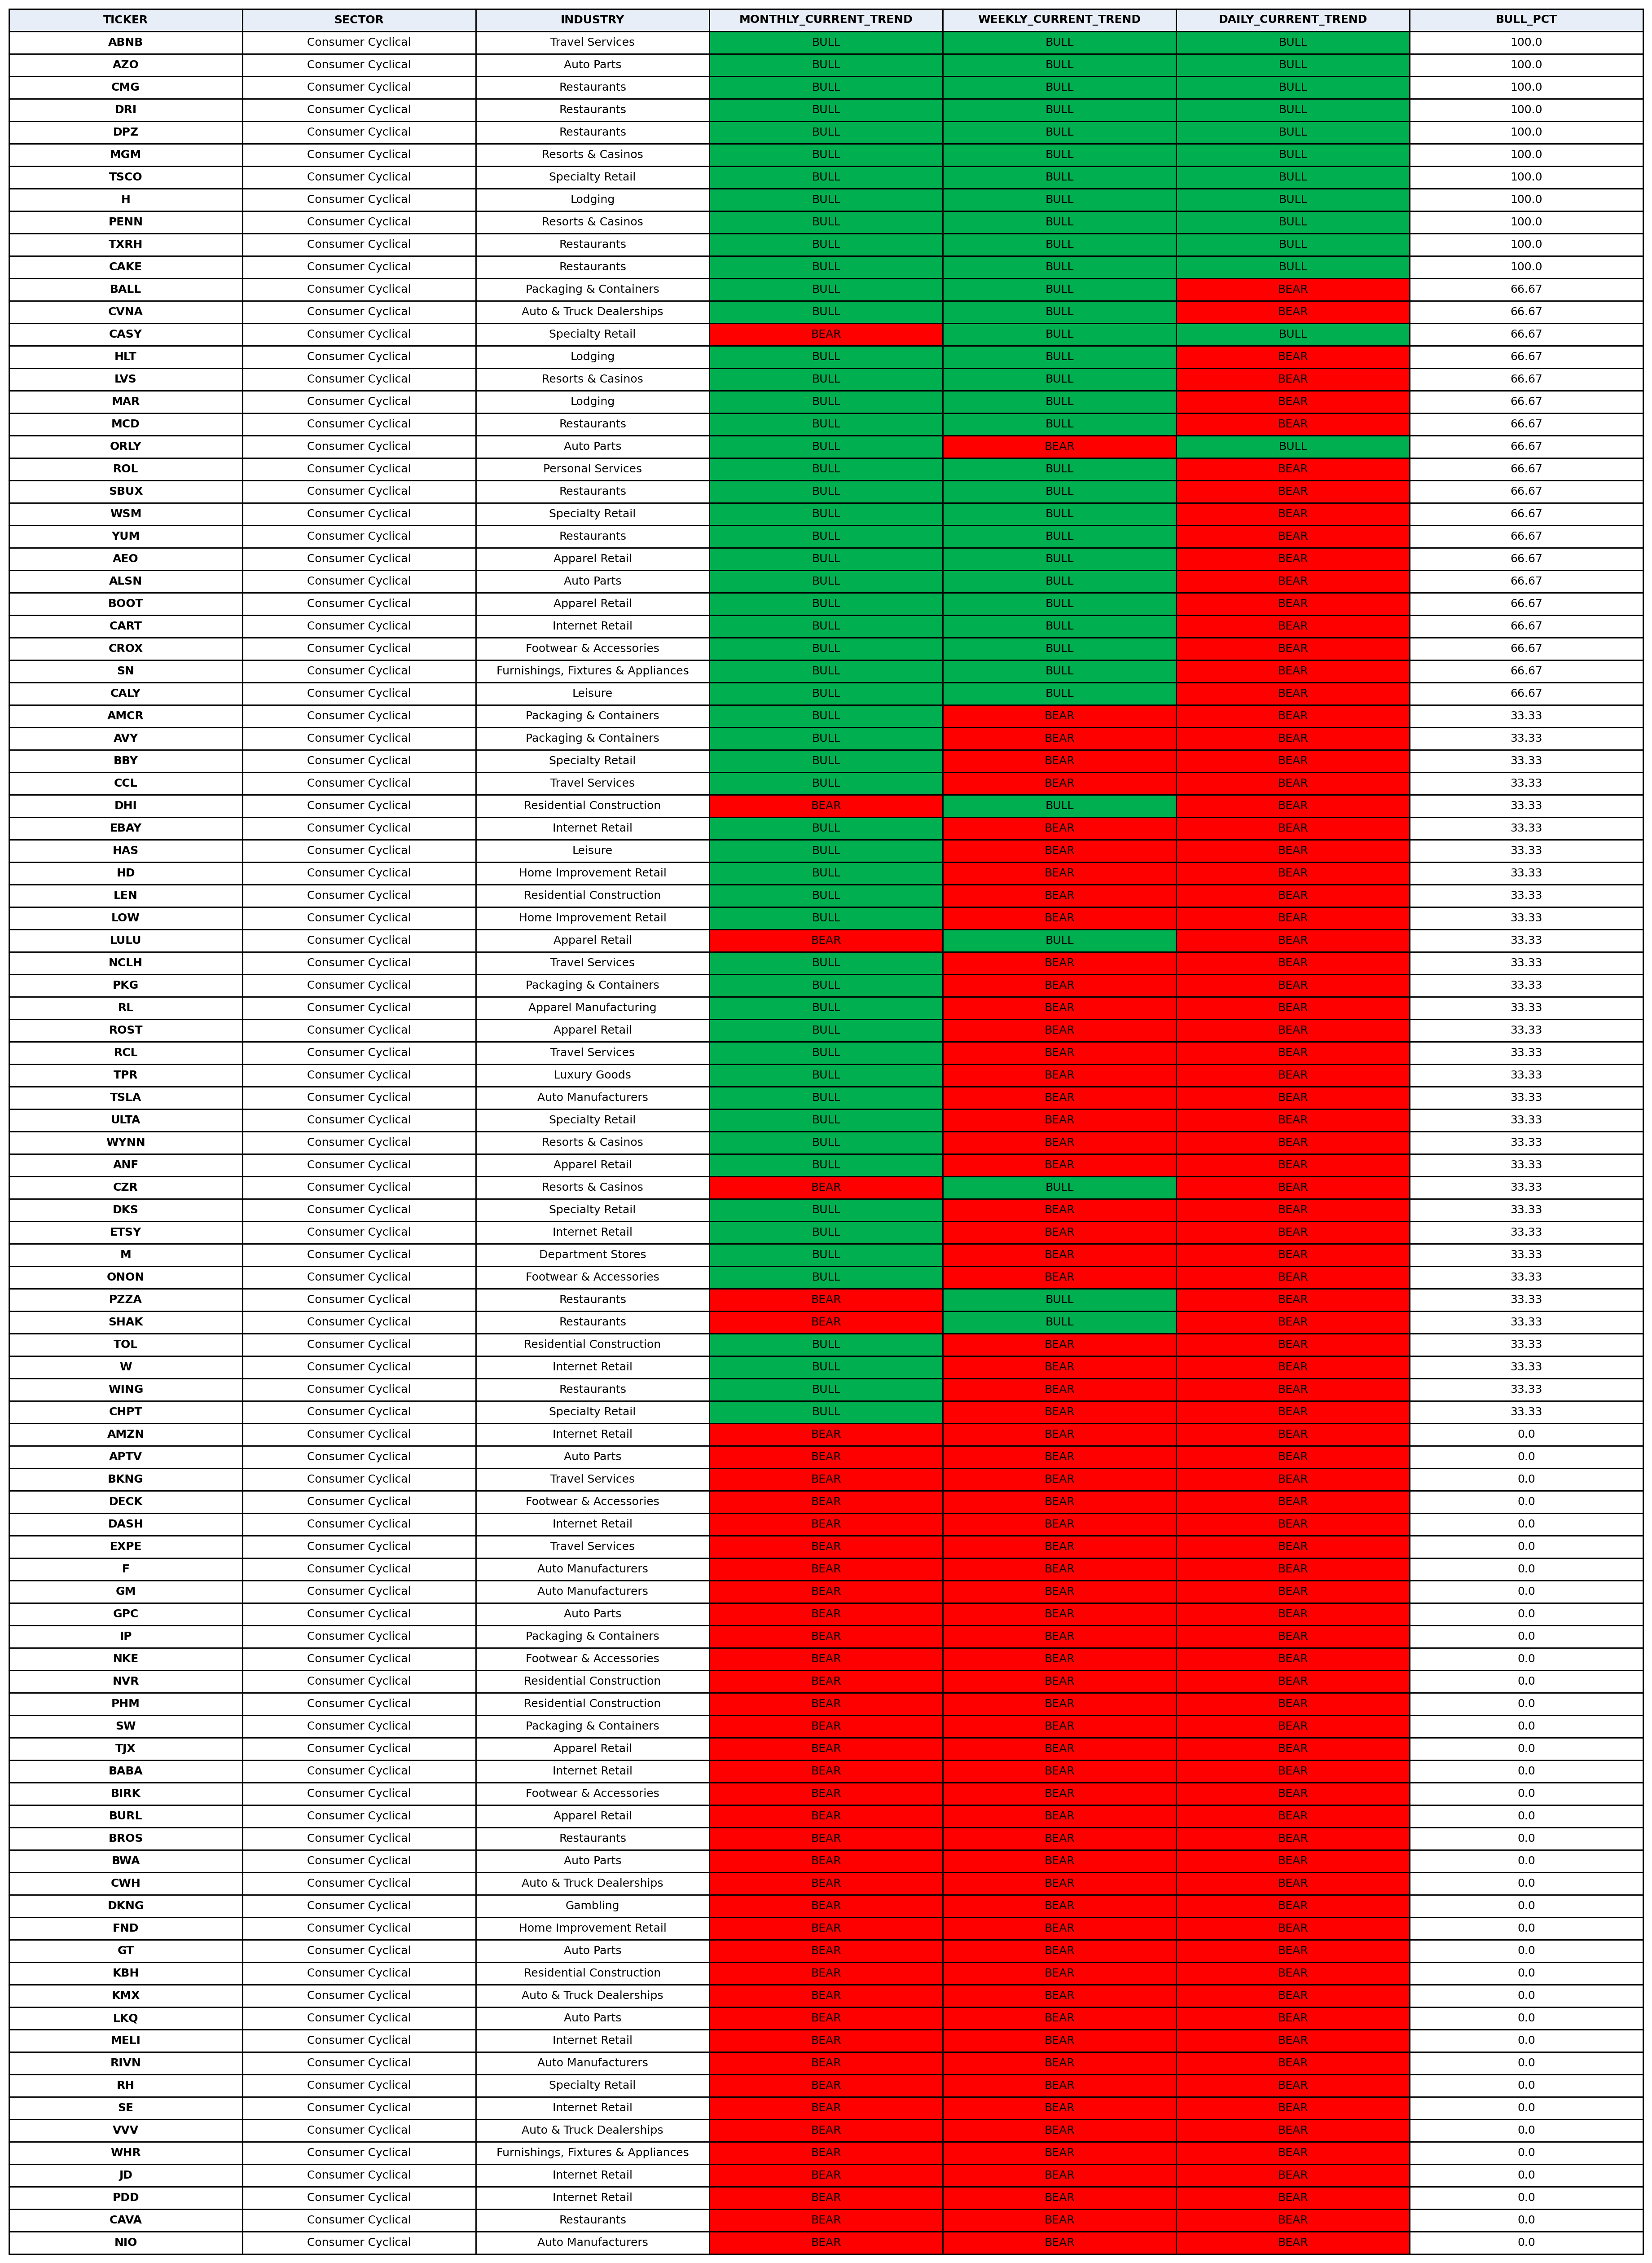 TICKER SECTOR INDUSTRY MONTHLY_CURRENT_TREND WEEKLY_CURRENT_TREND DAILY_CURRENT_TREND BULL_PCT
ABNB Consumer Cyclical Travel Services BULL BULL BULL 100.0
AZO Consumer Cyclical Auto Parts BULL BULL BULL 100.0
CMG Consumer Cyclical Restaurants BULL BULL BULL 100.0
DRI Consumer Cyclical Restaurants BULL BULL BULL 100.0
DPZ Consumer Cyclical Restaurants BULL BULL BULL 100.0
MGM Consumer Cyclical Resorts & Casinos BULL BULL BULL 100.0
TSCO Consumer Cyclical Specialty Retail BULL BULL BULL 100.0
H Consumer Cyclical Lodging BULL BULL BULL 100.0
PENN Consumer Cyclical Resorts & Casinos BULL BULL BULL 100.0
TXRH Consumer Cyclical Restaurants BULL BULL BULL 100.0
CAKE Consumer Cyclical Restaurants BULL BULL BULL 100.0
BALL Consumer Cyclical Packaging & Containers BULL BULL BEAR 66.67
CVNA Consumer Cyclical Auto & Truck Dealerships BULL BULL BEAR 66.67
CASY Consumer Cyclical Specialty Retail BEAR BULL BULL 66.67
HLT Consumer Cyclical Lodging BULL BULL BEAR 66.67
LVS Consumer Cyclical Resorts & Casinos BULL BULL BEAR 66.67
MAR Consumer Cyclical Lodging BULL BULL BEAR 66.67
MCD Consumer Cyclical Restaurants BULL BULL BEAR 66.67
ORLY Consumer Cyclical Auto Parts BULL BEAR BULL 66.67
ROL Consumer Cyclical Personal Services BULL BULL BEAR 66.67
SBUX Consumer Cyclical Restaurants BULL BULL BEAR 66.67
WSM Consumer Cyclical Specialty Retail BULL BULL BEAR 66.67
YUM Consumer Cyclical Restaurants BULL BULL BEAR 66.67
AEO Consumer Cyclical Apparel Retail BULL BULL BEAR 66.67
ALSN Consumer Cyclical Auto Parts BULL BULL BEAR 66.67
BOOT Consumer Cyclical Apparel Retail BULL BULL BEAR 66.67
CART Consumer Cyclical Internet Retail BULL BULL BEAR 66.67
CROX Consumer Cyclical Footwear & Accessories BULL BULL BEAR 66.67
SN Consumer Cyclical Furnishings, Fixtures & Appliances BULL BULL BEAR 66.67
CALY Consumer Cyclical Leisure BULL BULL BEAR 66.67
AMCR Consumer Cyclical Packaging & Containers BULL BEAR BEAR 33.33
AVY Consumer Cyclical Packaging & Containers BULL BEAR BEAR 33.33
BBY Consumer Cyclical Specialty Retail BULL BEAR BEAR 33.33
CCL Consumer Cyclical Travel Services BULL BEAR BEAR 33.33
DHI Consumer Cyclical Residential Construction BEAR BULL BEAR 33.33
EBAY Consumer Cyclical Internet Retail BULL BEAR BEAR 33.33
HAS Consumer Cyclical Leisure BULL BEAR BEAR 33.33
HD Consumer Cyclical Home Improvement Retail BULL BEAR BEAR 33.33
LEN Consumer Cyclical Residential Construction BULL BEAR BEAR 33.33
LOW Consumer Cyclical Home Improvement Retail BULL BEAR BEAR 33.33
LULU Consumer Cyclical Apparel Retail BEAR BULL BEAR 33.33
NCLH Consumer Cyclical Travel Services BULL BEAR BEAR 33.33
PKG Consumer Cyclical Packaging & Containers BULL BEAR BEAR 33.33
RL Consumer Cyclical Apparel Manufacturing BULL BEAR BEAR 33.33
ROST Consumer Cyclical Apparel Retail BULL BEAR BEAR 33.33
RCL Consumer Cyclical Travel Services BULL BEAR BEAR 33.33
TPR Consumer Cyclical Luxury Goods BULL BEAR BEAR 33.33
TSLA Consumer Cyclical Auto Manufacturers BULL BEAR BEAR 33.33
ULTA Consumer Cyclical Specialty Retail BULL BEAR BEAR 33.33
WYNN Consumer Cyclical Resorts & Casinos BULL BEAR BEAR 33.33
ANF Consumer Cyclical Apparel Retail BULL BEAR BEAR 33.33
CZR Consumer Cyclical Resorts & Casinos BEAR BULL BEAR 33.33
DKS Consumer Cyclical Specialty Retail BULL BEAR BEAR 33.33
ETSY Consumer Cyclical Internet Retail BULL BEAR BEAR 33.33
M Consumer Cyclical Department Stores BULL BEAR BEAR 33.33
ONON Consumer Cyclical Footwear & Accessories BULL BEAR BEAR 33.33
PZZA Consumer Cyclical Restaurants BEAR BULL BEAR 33.33
SHAK Consumer Cyclical Restaurants BEAR BULL BEAR 33.33
TOL Consumer Cyclical Residential Construction BULL BEAR BEAR 33.33
W Consumer Cyclical Internet Retail BULL BEAR BEAR 33.33
WING Consumer Cyclical Restaurants BULL BEAR BEAR 33.33
CHPT Consumer Cyclical Specialty Retail BULL BEAR BEAR 33.33
AMZN Consumer Cyclical Internet Retail BEAR BEAR BEAR 0.0
APTV Consumer Cyclical Auto Parts BEAR BEAR BEAR 0.0
BKNG Consumer Cyclical Travel Services BEAR BEAR BEAR 0.0
DECK Consumer Cyclical Footwear & Accessories BEAR BEAR BEAR 0.0
DASH Consumer Cyclical Internet Retail BEAR BEAR BEAR 0.0
EXPE Consumer Cyclical Travel Services BEAR BEAR BEAR 0.0
F Consumer Cyclical Auto Manufacturers BEAR BEAR BEAR 0.0
GM Consumer Cyclical Auto Manufacturers BEAR BEAR BEAR 0.0
GPC Consumer Cyclical Auto Parts BEAR BEAR BEAR 0.0
IP Consumer Cyclical Packaging & Containers BEAR BEAR BEAR 0.0
NKE Consumer Cyclical Footwear & Accessories BEAR BEAR BEAR 0.0
NVR Consumer Cyclical Residential Construction BEAR BEAR BEAR 0.0
PHM Consumer Cyclical Residential Construction BEAR BEAR BEAR 0.0
SW Consumer Cyclical Packaging & Containers BEAR BEAR BEAR 0.0
TJX Consumer Cyclical Apparel Retail BEAR BEAR BEAR 0.0
BABA Consumer Cyclical Internet Retail BEAR BEAR BEAR 0.0
BIRK Consumer Cyclical Footwear & Accessories BEAR BEAR BEAR 0.0
BURL Consumer Cyclical Apparel Retail BEAR BEAR BEAR 0.0
BROS Consumer Cyclical Restaurants BEAR BEAR BEAR 0.0
BWA Consumer Cyclical Auto Parts BEAR BEAR BEAR 0.0
CWH Consumer Cyclical Auto & Truck Dealerships BEAR BEAR BEAR 0.0
DKNG Consumer Cyclical Gambling BEAR BEAR BEAR 0.0
FND Consumer Cyclical Home Improvement Retail BEAR BEAR BEAR 0.0
GT Consumer Cyclical Auto Parts BEAR BEAR BEAR 0.0
KBH Consumer Cyclical Residential Construction BEAR BEAR BEAR 0.0
KMX Consumer Cyclical Auto & Truck Dealerships BEAR BEAR BEAR 0.0
LKQ Consumer Cyclical Auto Parts BEAR BEAR BEAR 0.0
MELI Consumer Cyclical Internet Retail BEAR BEAR BEAR 0.0
RIVN Consumer Cyclical Auto Manufacturers BEAR BEAR BEAR 0.0
RH Consumer Cyclical Specialty Retail BEAR BEAR BEAR 0.0
SE Consumer Cyclical Internet Retail BEAR BEAR BEAR 0.0
VVV Consumer Cyclical Auto & Truck Dealerships BEAR BEAR BEAR 0.0
WHR Consumer Cyclical Furnishings, Fixtures & Appliances BEAR BEAR BEAR 0.0
JD Consumer Cyclical Internet Retail BEAR BEAR BEAR 0.0
PDD Consumer Cyclical Internet Retail BEAR BEAR BEAR 0.0
CAVA Consumer Cyclical Restaurants BEAR BEAR BEAR 0.0
NIO Consumer Cyclical Auto Manufacturers BEAR BEAR BEAR 0.0